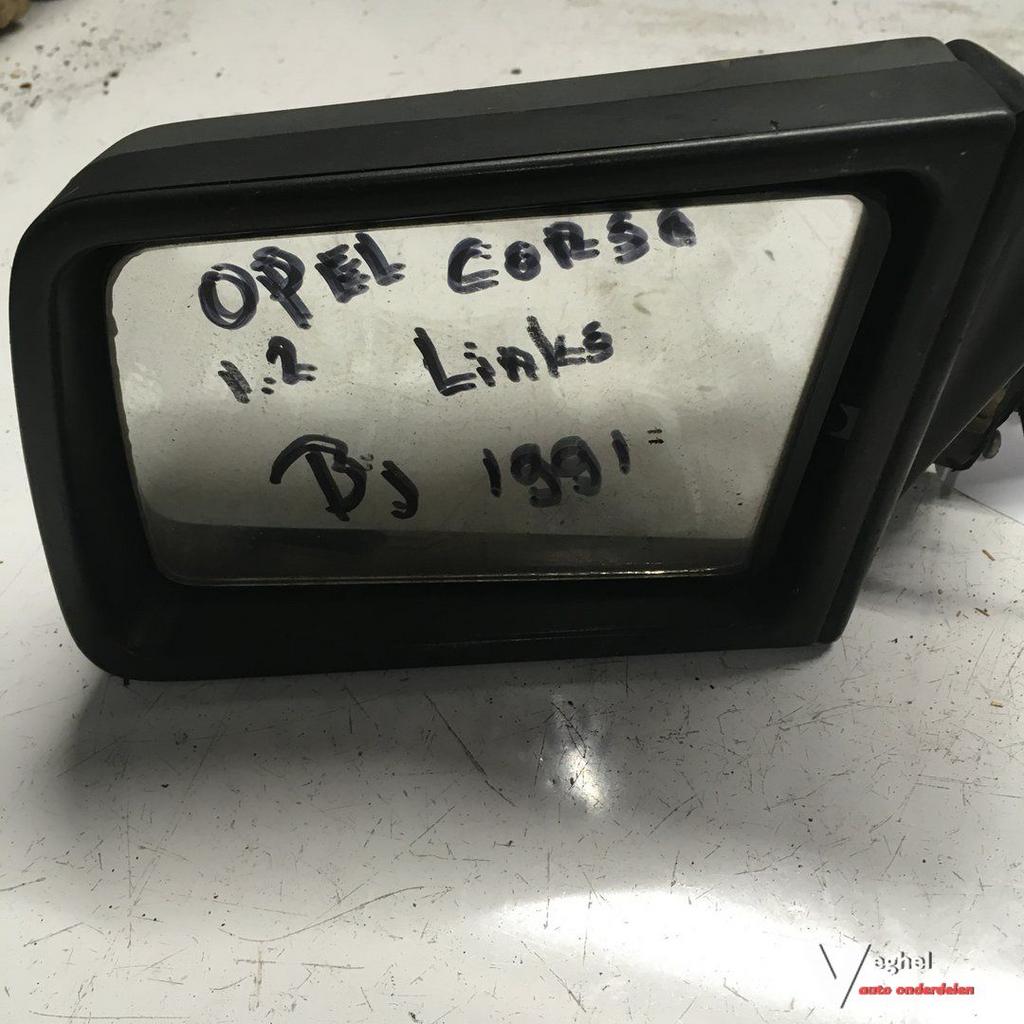 OPEL CORSA
1.2 Links
Bj 1991
Veghel
auto onderdelen